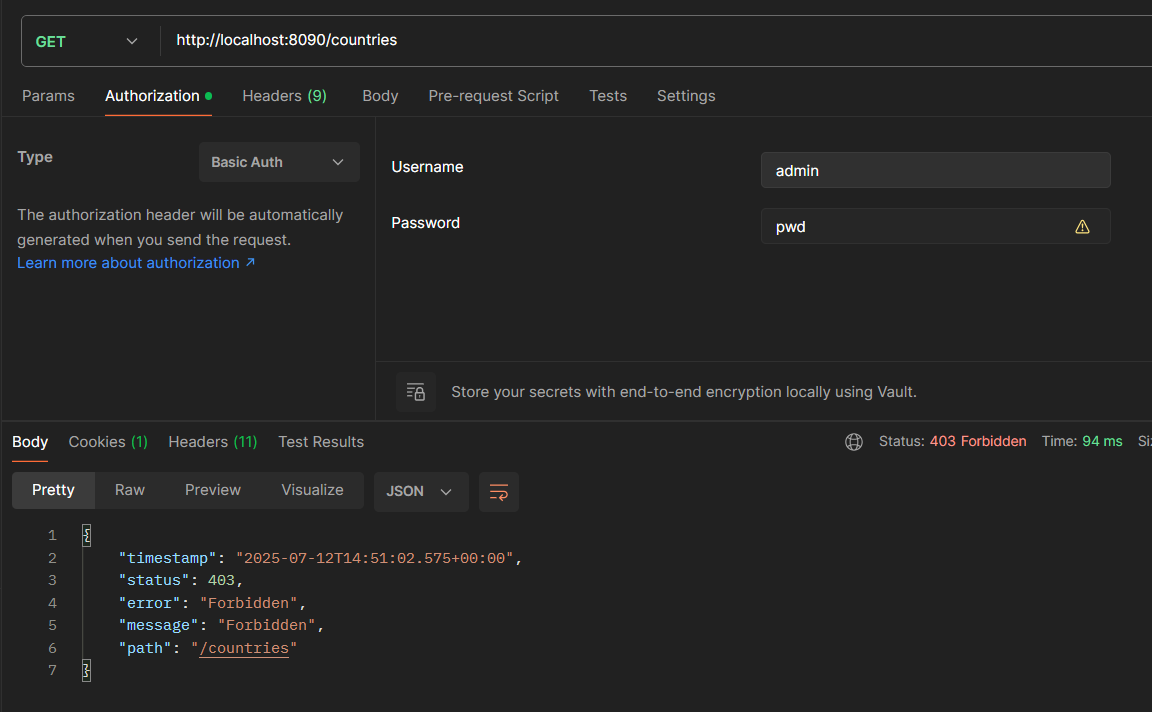 GET http://localhost:8090/countries
Params Authorization Headers (9) Body Pre-request Script Tests Settings
Type Basic Auth
The authorization header will be automatically
generated when you send the request.
Learn more about authorization ↗
Username admin
Password pwd
Store your secrets with end-to-end encryption locally using Vault.
Body Cookies (1) Headers (11) Test Results Status: 403 Forbidden Time: 94 ms
Pretty Raw Preview Visualize JSON
1 {
2 "timestamp": "2025-07-12T14:51:02.575+00:00",
3 "status": 403,
4 "error": "Forbidden",
5 "message": "Forbidden",
6 "path": "/countries"
7 }